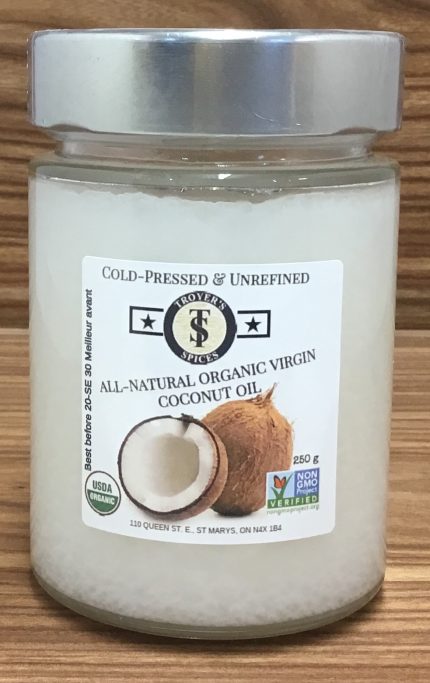 COLD-PRESSED & UNREFINED
TROYER'S
TS
SPICES
ALL-NATURAL ORGANIC VIRGIN
COCONUT OIL
Best before 20-SE 30 Meilleur avant
250 g
USDA
ORGANIC
NON
GMO
Project
VERIFIED
nongmoproject.org
110 QUEEN ST. E., ST MARYS, ON N4X 1B4